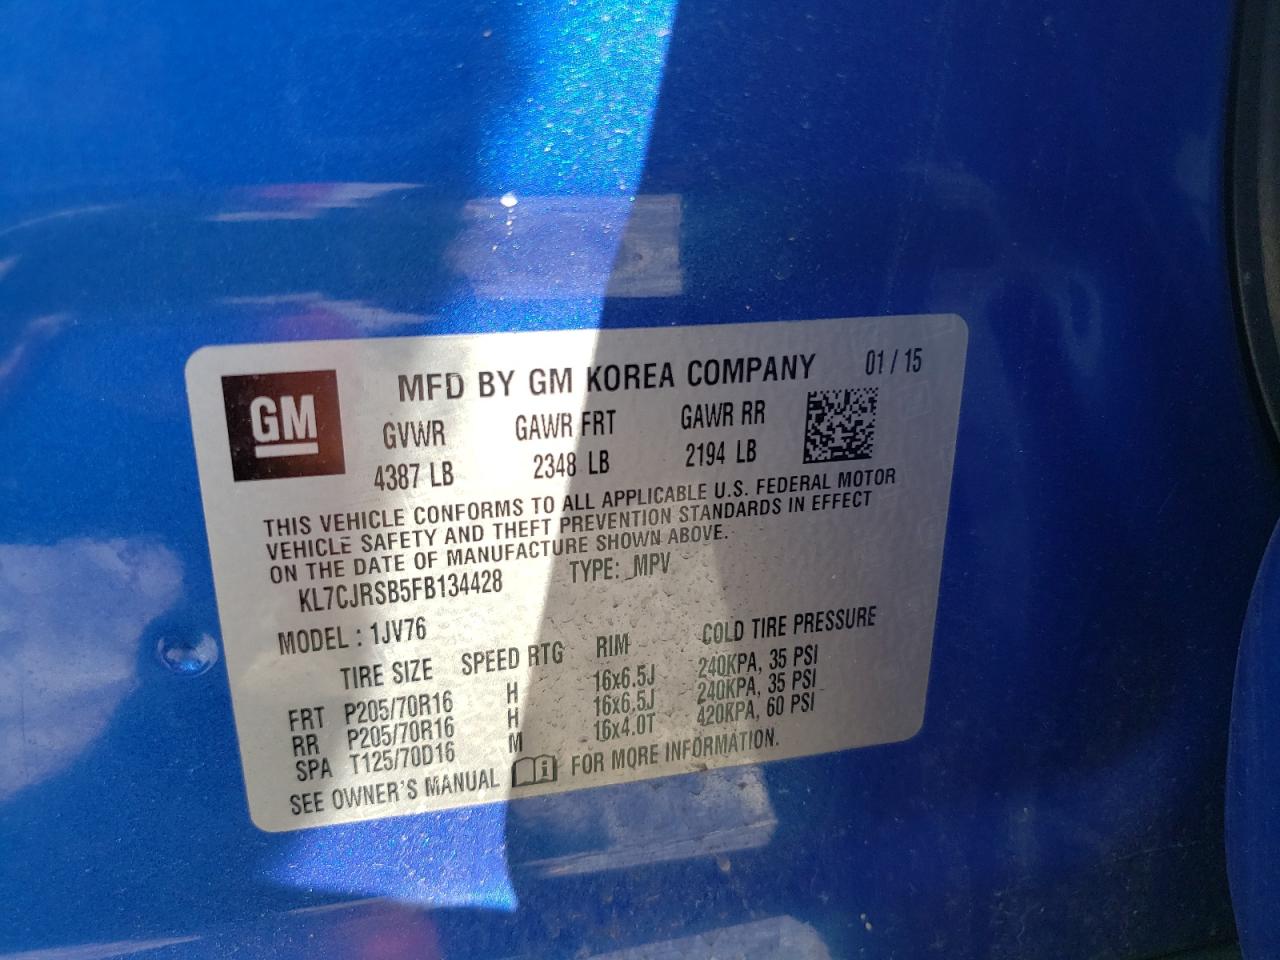 GM
MFD BY GM KOREA COMPANY 01 / 15
GVWR GAWR FRT GAWR RR
4387 LB 2348 LB 2194 LB
THIS VEHICLE CONFORMS TO ALL APPLICABLE U.S. FEDERAL MOTOR
VEHICLE SAFETY AND THEFT PREVENTION STANDARDS IN EFFECT
ON THE DATE OF MANUFACTURE SHOWN ABOVE.
KL7CJRSB5FB134428 TYPE: MPV
MODEL : 1JV76
TIRE SIZE SPEED RTG RIM COLD TIRE PRESSURE
FRT P205/70R16 H 16x6.5J 240KPA, 35 PSI
RR P205/70R16 H 16x6.5J 240KPA, 35 PSI
SPA T125/70D16 M 16x4.0T 420KPA, 60 PSI
SEE OWNER'S MANUAL FOR MORE INFORMATION.